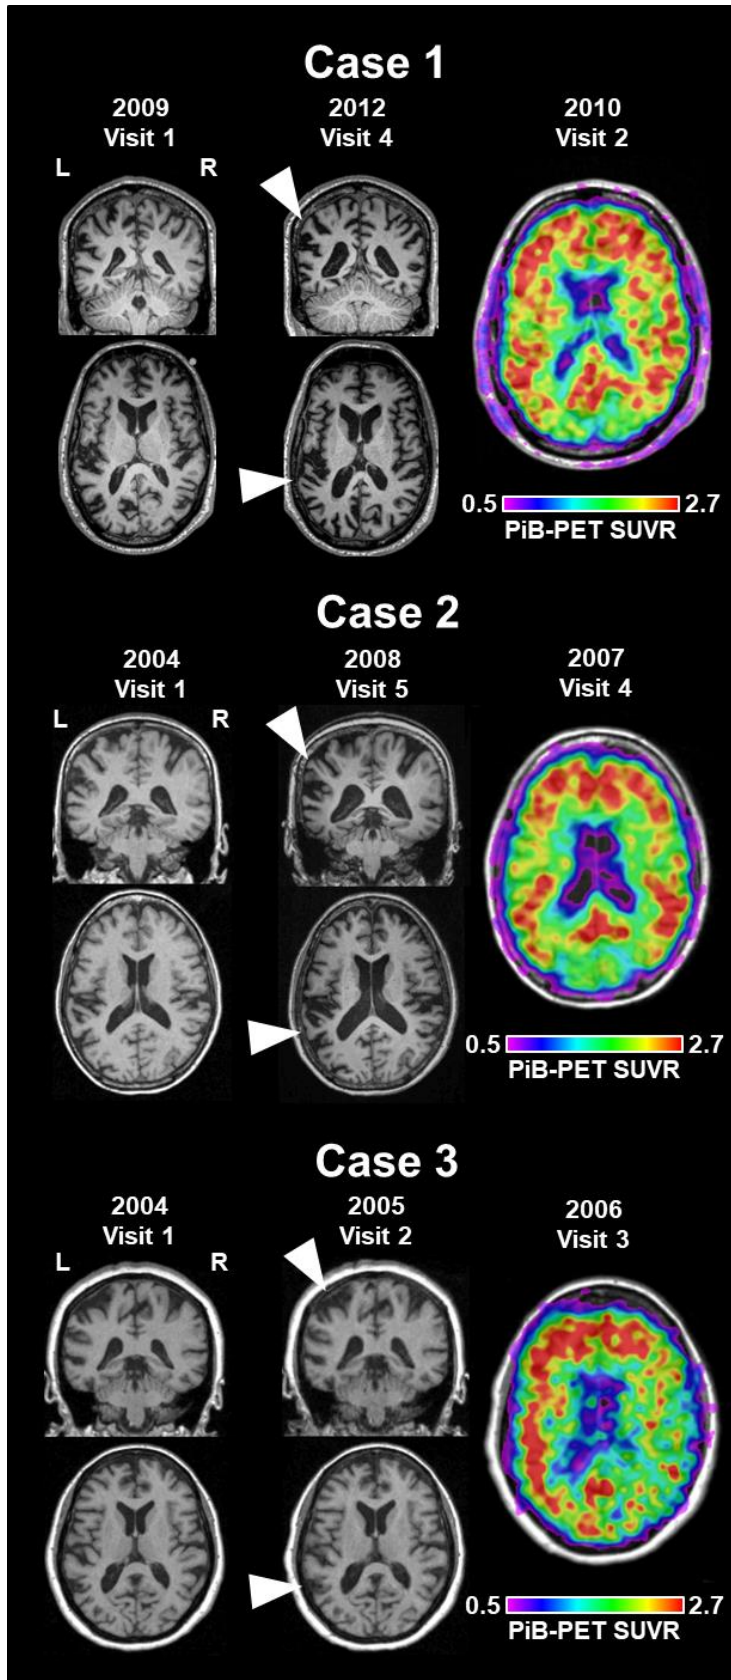 Case 1
2009
Visit 1
2012
Visit 4
2010
Visit 2
L R
0.5 2.7
PiB-PET SUVR
Case 2
2004
Visit 1
2008
Visit 5
2007
Visit 4
L R
0.5 2.7
PiB-PET SUVR
Case 3
2004
Visit 1
2005
Visit 2
2006
Visit 3
L R
0.5 2.7
PiB-PET SUVR